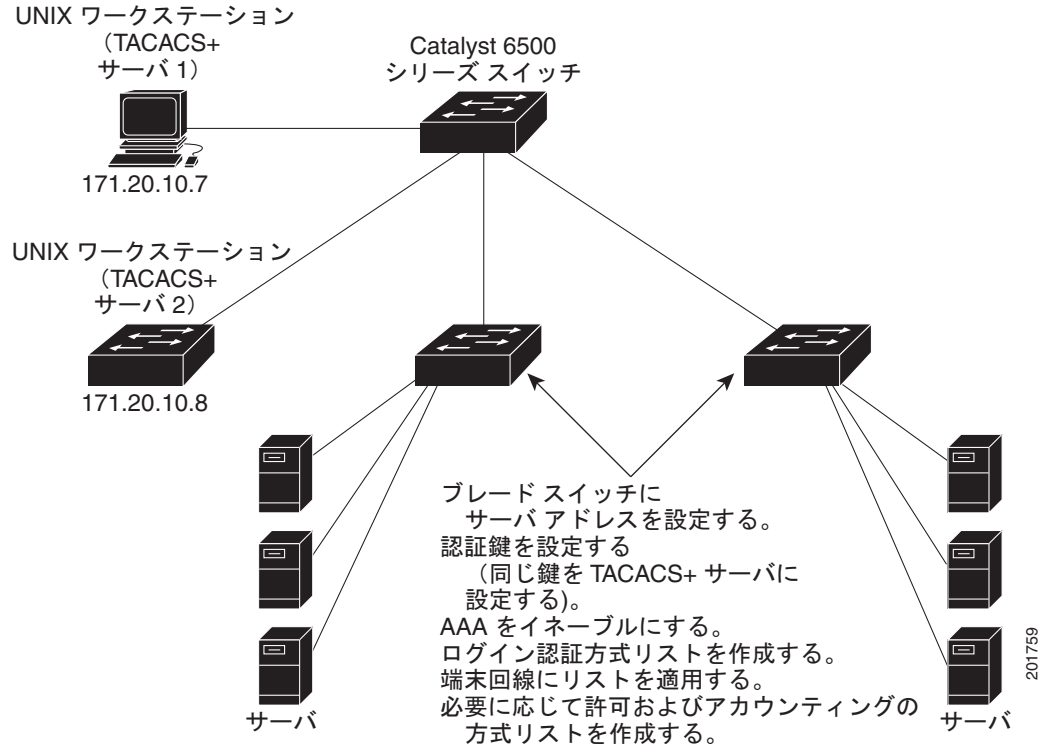 UNIX ワークステーション
（TACACS+
サーバ 1）
Catalyst 6500
シリーズ スイッチ
171.20.10.7
UNIX ワークステーション
（TACACS+
サーバ 2）
171.20.10.8
ブレード スイッチに
サーバ アドレスを設定する。
認証鍵を設定する
（同じ鍵を TACACS+ サーバに
設定する)。
AAA をイネーブルにする。
ログイン認証方式リストを作成する。
端末回線にリストを適用する。
必要に応じて許可およびアカウンティングの
方式リストを作成する。
サーバ
サーバ
201759